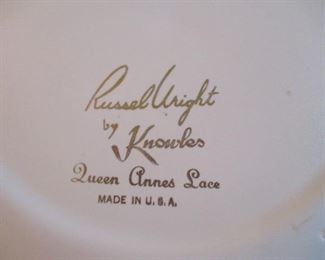 Russel Wright
by Knowles
Queen Annes Lace
MADE IN U.S.A.